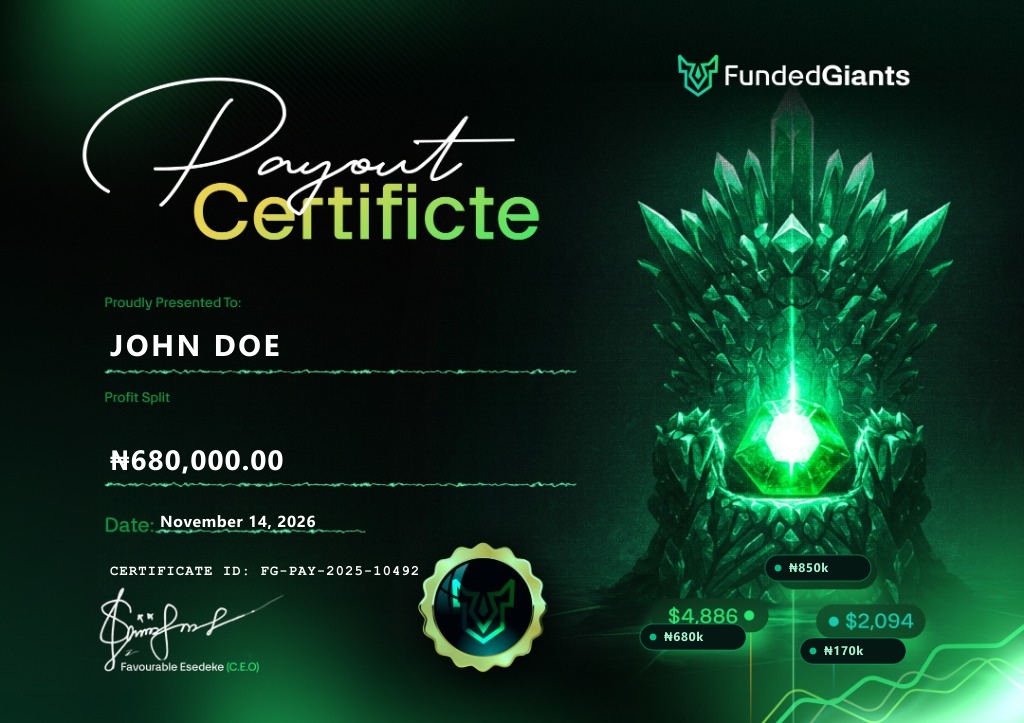 FundedGiants
Payout
Certificte
Proudly Presented To:
JOHN DOE
Profit Split
₦680,000.00
Date: November 14, 2026
CERTIFICATE ID: FG-PAY-2025-10492
Favourable Esedeke (C.E.O)
₦850k
$4,886
$2,094
₦680k
₦170k